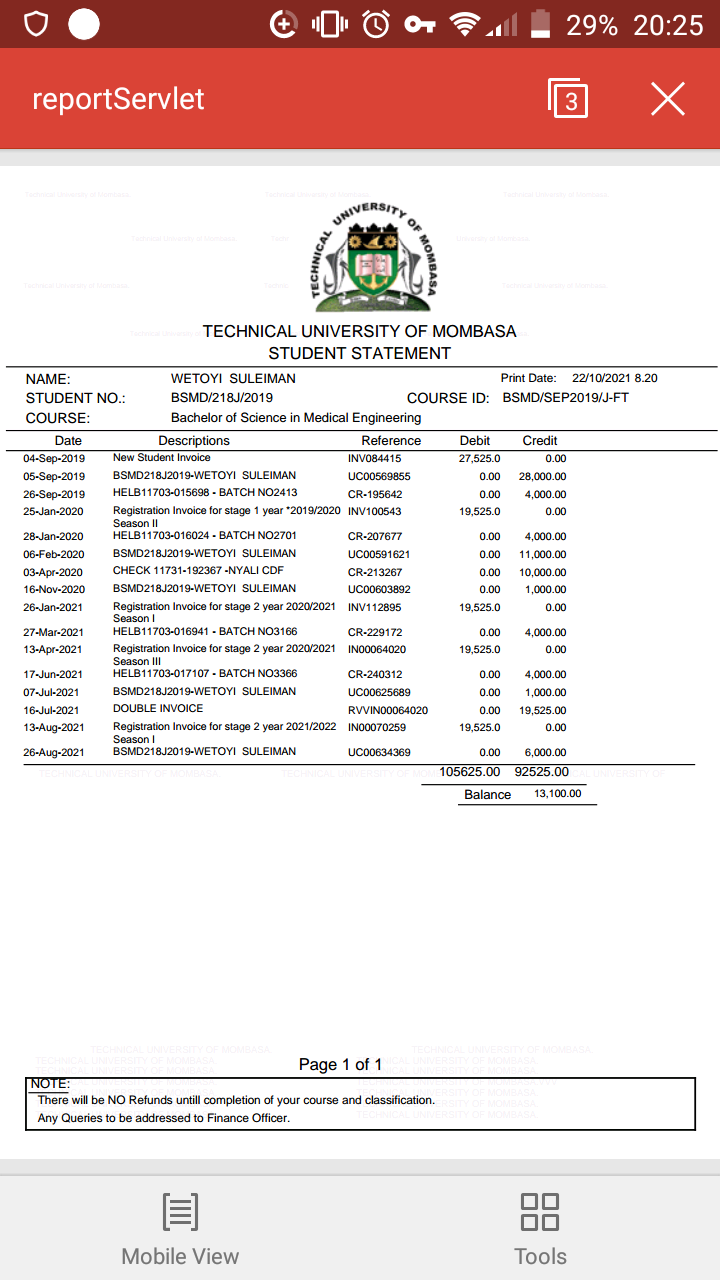 29% 20:25
reportServlet
3
TECHNICAL UNIVERSITY OF MOMBASA
TECHNICAL UNIVERSITY OF MOMBASA
STUDENT STATEMENT
NAME: WETOYI SULEIMAN Print Date: 22/10/2021 8.20
STUDENT NO.: BSMD/218J/2019 COURSE ID: BSMD/SEP2019/J-FT
COURSE: Bachelor of Science in Medical Engineering
Date Descriptions Reference Debit Credit
04-Sep-2019 New Student Invoice INV084415 27,525.0 0.00
05-Sep-2019 BSMD218J2019-WETOYI SULEIMAN UC00569855 0.00 28,000.00
26-Sep-2019 HELB11703-015698 - BATCH NO2413 CR-195642 0.00 4,000.00
25-Jan-2020 Registration Invoice for stage 1 year *2019/2020 INV100543 19,525.0 0.00
Season II
28-Jan-2020 HELB11703-016024 - BATCH NO2701 CR-207677 0.00 4,000.00
06-Feb-2020 BSMD218J2019-WETOYI SULEIMAN UC00591621 0.00 11,000.00
03-Apr-2020 CHECK 11731-192367 -NYALI CDF CR-213267 0.00 10,000.00
16-Nov-2020 BSMD218J2019-WETOYI SULEIMAN UC00603892 0.00 1,000.00
26-Jan-2021 Registration Invoice for stage 2 year 2020/2021 INV112895 19,525.0 0.00
Season I
27-Mar-2021 HELB11703-016941 - BATCH NO3166 CR-229172 0.00 4,000.00
13-Apr-2021 Registration Invoice for stage 2 year 2020/2021 IN00064020 19,525.0 0.00
Season III
17-Jun-2021 HELB11703-017107 - BATCH NO3366 CR-240312 0.00 4,000.00
07-Jul-2021 BSMD218J2019-WETOYI SULEIMAN UC00625689 0.00 1,000.00
16-Jul-2021 DOUBLE INVOICE RVVIN00064020 0.00 19,525.00
13-Aug-2021 Registration Invoice for stage 2 year 2021/2022 IN00070259 19,525.0 0.00
Season I
26-Aug-2021 BSMD218J2019-WETOYI SULEIMAN UC00634369 0.00 6,000.00
105625.00 92525.00
Balance 13,100.00
Page 1 of 1
NOTE:
There will be NO Refunds untill completion of your course and classification.
Any Queries to be addressed to Finance Officer.
Mobile View Tools